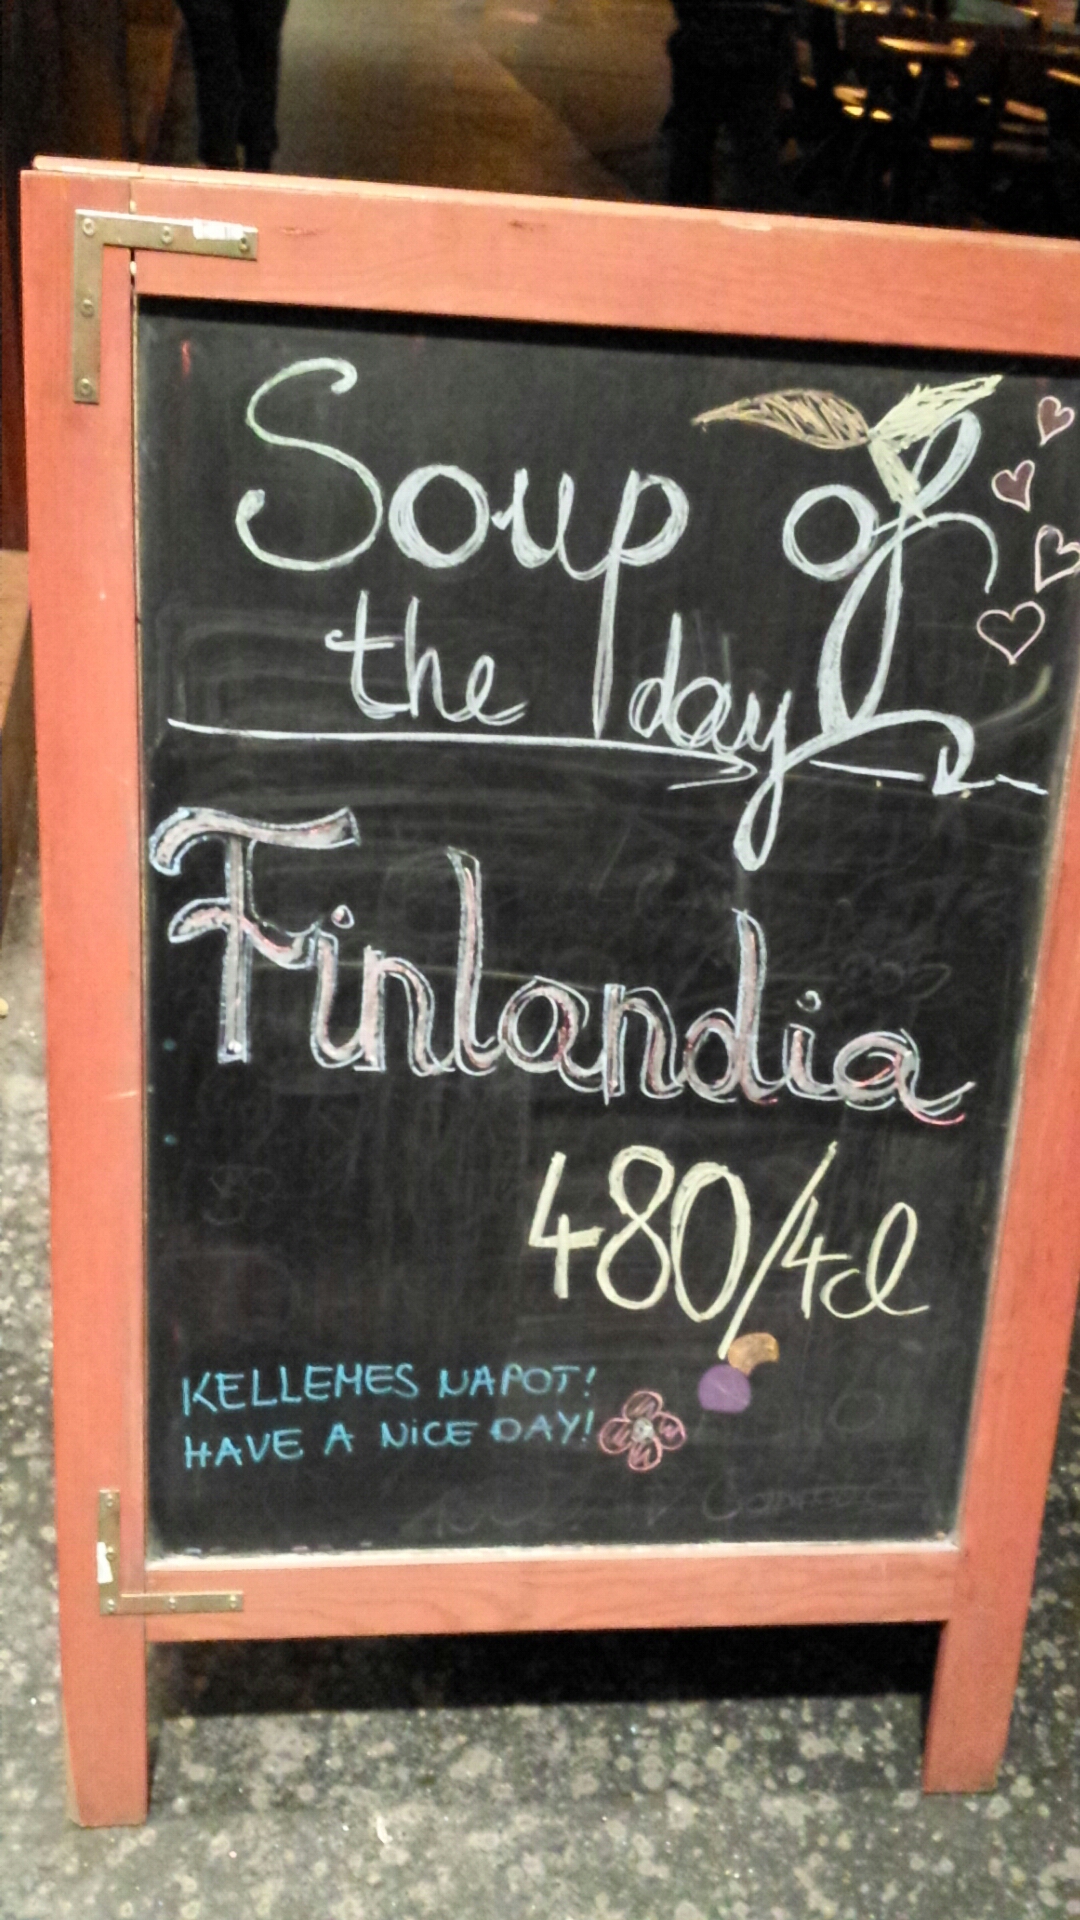 Soup of
the day
Finlandia
480/4cl
KELLEMES NAPOT!
HAVE A NICE DAY!